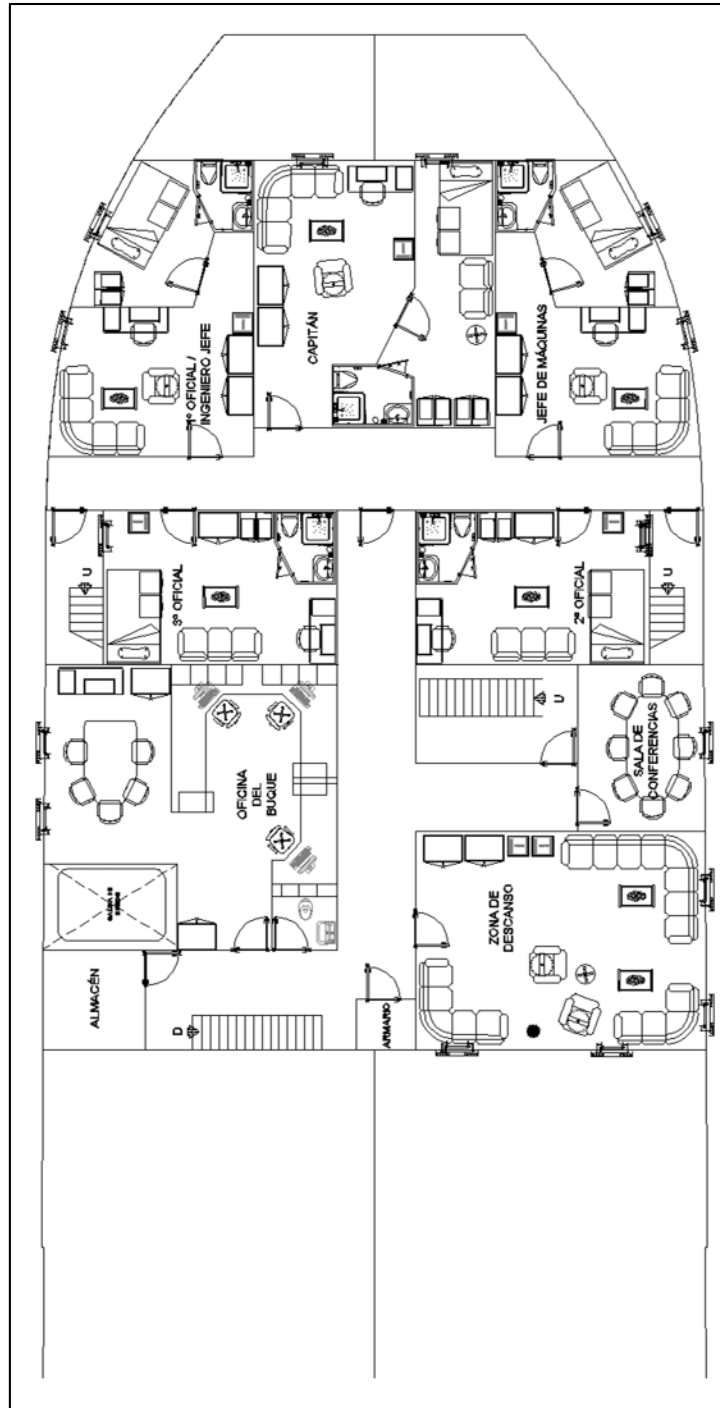 1º OFICIAL /
INGENIERO JEFE
CAPITÁN
JEFE DE MÁQUINAS
U
3º OFICIAL
2º OFICIAL
U
U
OFICINA
DEL
BUQUE
SALA DE
CONFERENCIAS
ZONA DE
DESCANSO
ALMACÉN
D
ARMARIO